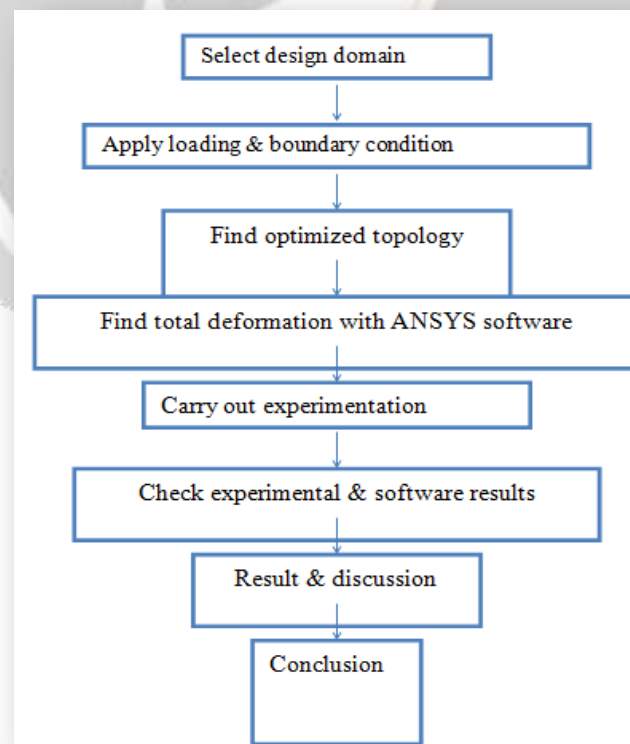 Select design domain
Apply loading & boundary condition
Find optimized topology
Find total deformation with ANSYS software
Carry out experimentation
Check experimental & software results
Result & discussion
Conclusion